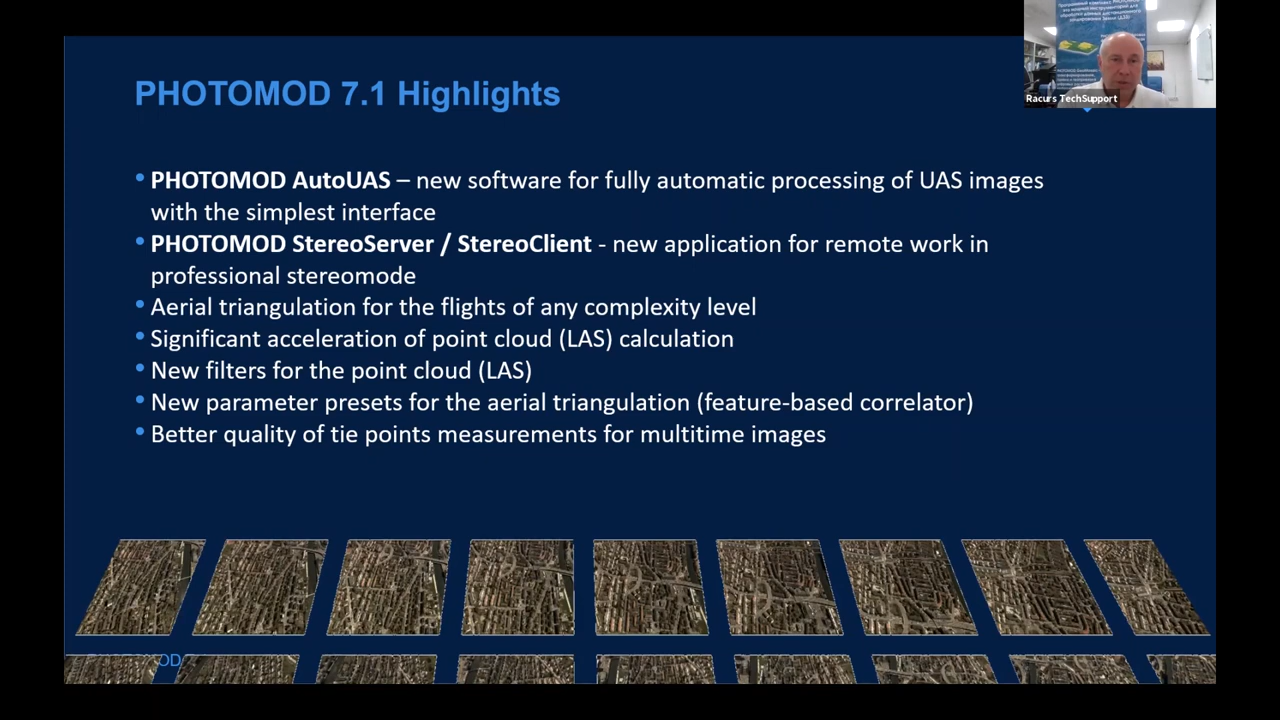 Программный комплекс PHOTOMOD
Racurs TechSupport
PHOTOMOD 7.1 Highlights
• PHOTOMOD AutoUAS – new software for fully automatic processing of UAS images
with the simplest interface
• PHOTOMOD StereoServer / StereoClient - new application for remote work in
professional stereomode
• Aerial triangulation for the flights of any complexity level
• Significant acceleration of point cloud (LAS) calculation
• New filters for the point cloud (LAS)
• New parameter presets for the aerial triangulation (feature-based correlator)
• Better quality of tie points measurements for multitime images